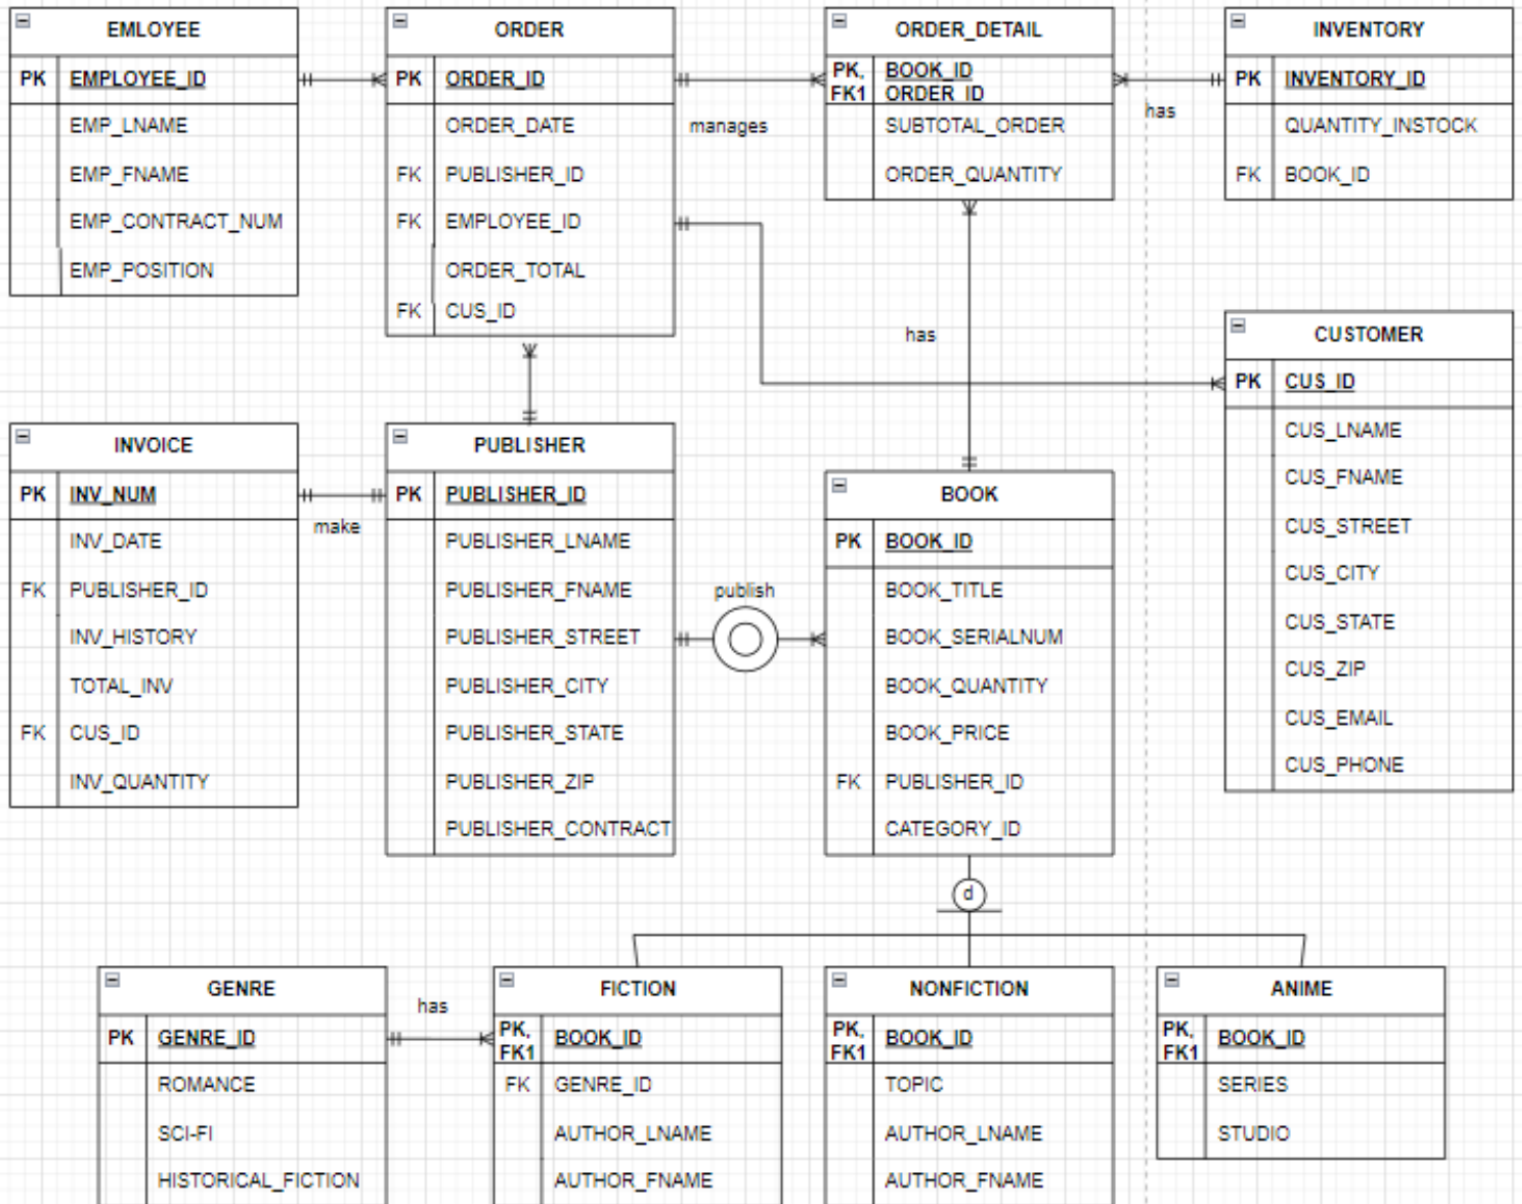 EMLOYEE
PK EMPLOYEE_ID
EMP_LNAME
EMP_FNAME
EMP_CONTRACT_NUM
EMP_POSITION
ORDER
PK ORDER_ID
ORDER_DATE
FK PUBLISHER_ID
FK EMPLOYEE_ID
ORDER_TOTAL
FK CUS_ID
manages
ORDER_DETAIL
PK, BOOK_ID
FK1 ORDER_ID
SUBTOTAL_ORDER
ORDER_QUANTITY
has
INVENTORY
PK INVENTORY_ID
QUANTITY_INSTOCK
FK BOOK_ID
has
CUSTOMER
PK CUS_ID
CUS_LNAME
CUS_FNAME
CUS_STREET
CUS_CITY
CUS_STATE
CUS_ZIP
CUS_EMAIL
CUS_PHONE
INVOICE
PK INV_NUM
INV_DATE
FK PUBLISHER_ID
INV_HISTORY
TOTAL_INV
FK CUS_ID
INV_QUANTITY
make
PUBLISHER
PK PUBLISHER_ID
PUBLISHER_LNAME
PUBLISHER_FNAME
PUBLISHER_STREET
PUBLISHER_CITY
PUBLISHER_STATE
PUBLISHER_ZIP
PUBLISHER_CONTRACT
publish
BOOK
PK BOOK_ID
BOOK_TITLE
BOOK_SERIALNUM
BOOK_QUANTITY
BOOK_PRICE
FK PUBLISHER_ID
CATEGORY_ID
d
GENRE
PK GENRE_ID
ROMANCE
SCI-FI
HISTORICAL_FICTION
has
FICTION
PK,
FK1 BOOK_ID
FK GENRE_ID
AUTHOR_LNAME
AUTHOR_FNAME
NONFICTION
PK,
FK1 BOOK_ID
TOPIC
AUTHOR_LNAME
AUTHOR_FNAME
ANIME
PK,
FK1 BOOK_ID
SERIES
STUDIO